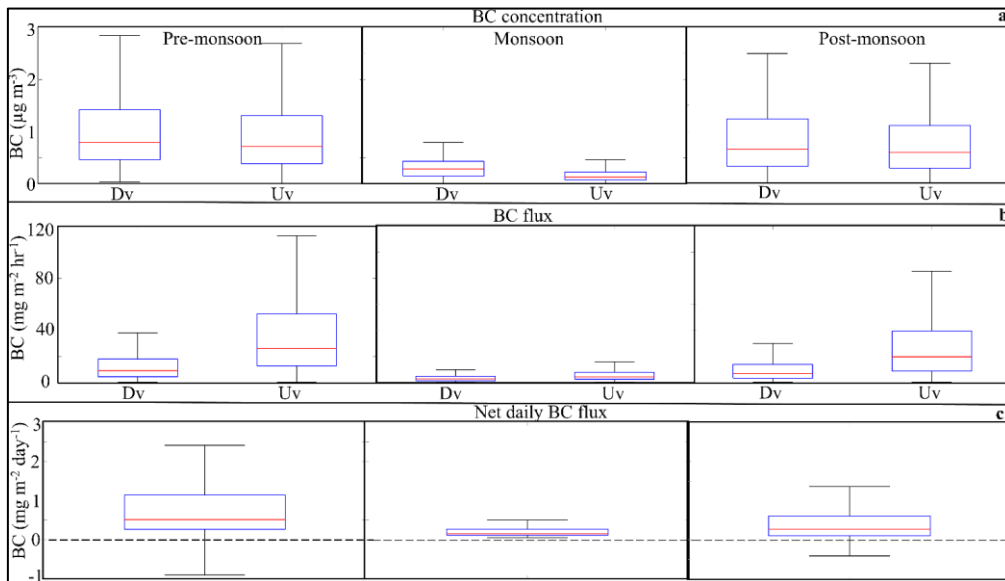 BC concentration
a
Pre-monsoon
Monsoon
Post-monsoon
BC (µg m⁻³)
3
2
1
0
Dv
Uv
Dv
Uv
Dv
Uv
BC flux
b
BC (mg m⁻² hr⁻¹)
120
80
40
0
Dv
Uv
Dv
Uv
Dv
Uv
Net daily BC flux
c
BC (mg m⁻² day⁻¹)
3
2
1
0
-1